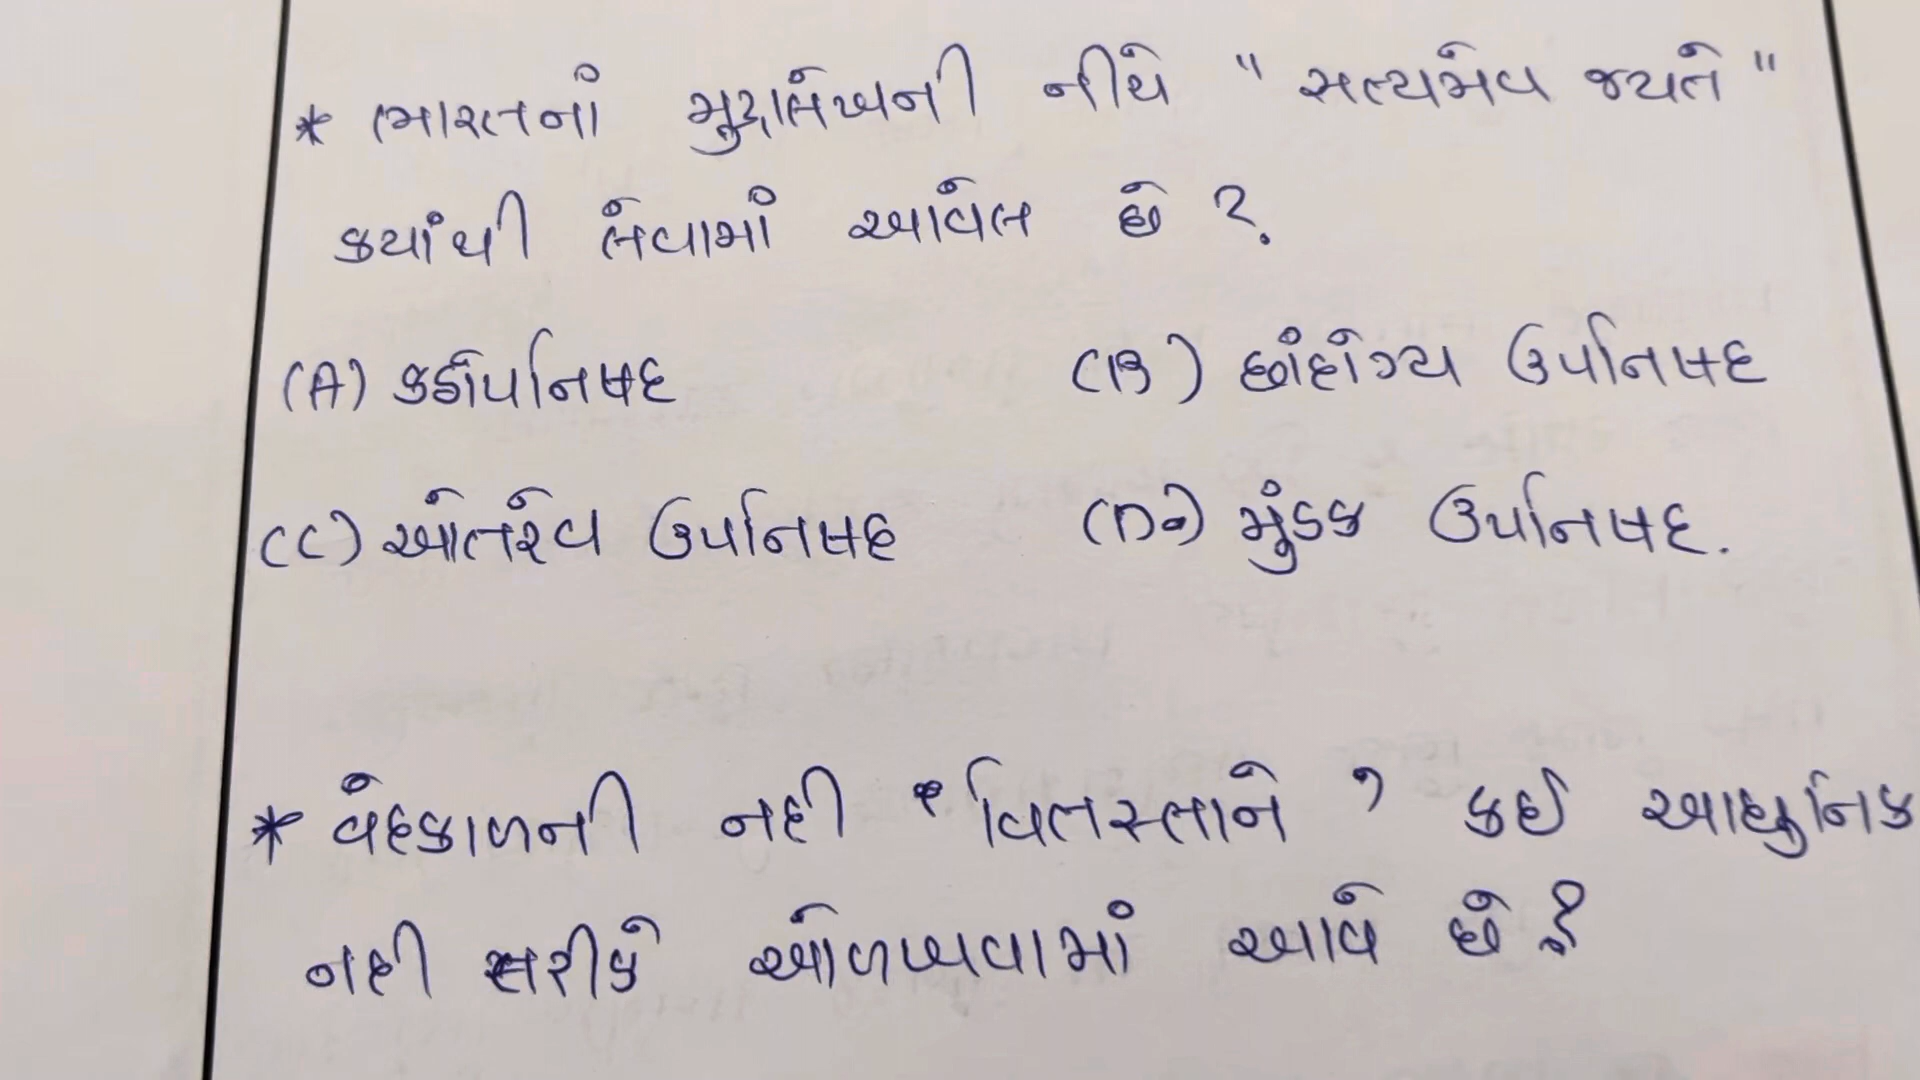 * ભારતનાં મુદ્રાલેખની નીચે "સત્યમેવ જયતે"
કયાંથી લેવામાં આવેલ છે ?
(A) કઠોપનિષદ (B) છાંદોગ્ય ઉપનિષદ
(C) ઐતરેય ઉપનિષદ (D) મુંડક ઉપનિષદ.
* વેદકાળની નદી 'વિતસ્તાને' કઈ આધુનિક
નદી તરીકે ઓળખવામાં આવે છે ?